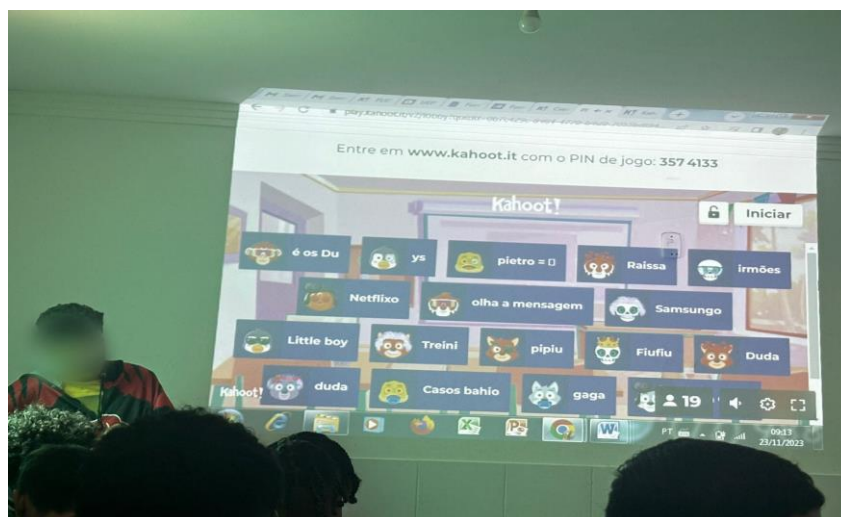 Entre em www.kahoot.it com o PIN de jogo: 357 4133
Kahoot!
Iniciar
é os Du
ys
pietro = []
Raissa
irmões
Netflixo
olha a mensagem
Samsungo
Little boy
Treini
pipiu
Fiufiu
Duda
Kahoot!
duda
Casos bahio
gaga
19
PT
09:13
23/11/2023